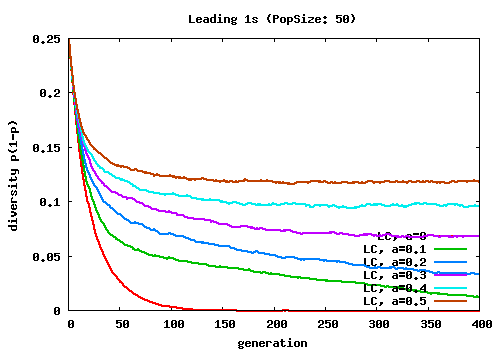 Leading 1s (PopSize: 50)
0.25
0.2
0.15
0.1
0.05
0
diversity p(1-p)
LC, a=0
LC, a=0.1
LC, a=0.2
LC, a=0.3
LC, a=0.4
LC, a=0.5
0 50 100 150 200 250 300 350 400
generation